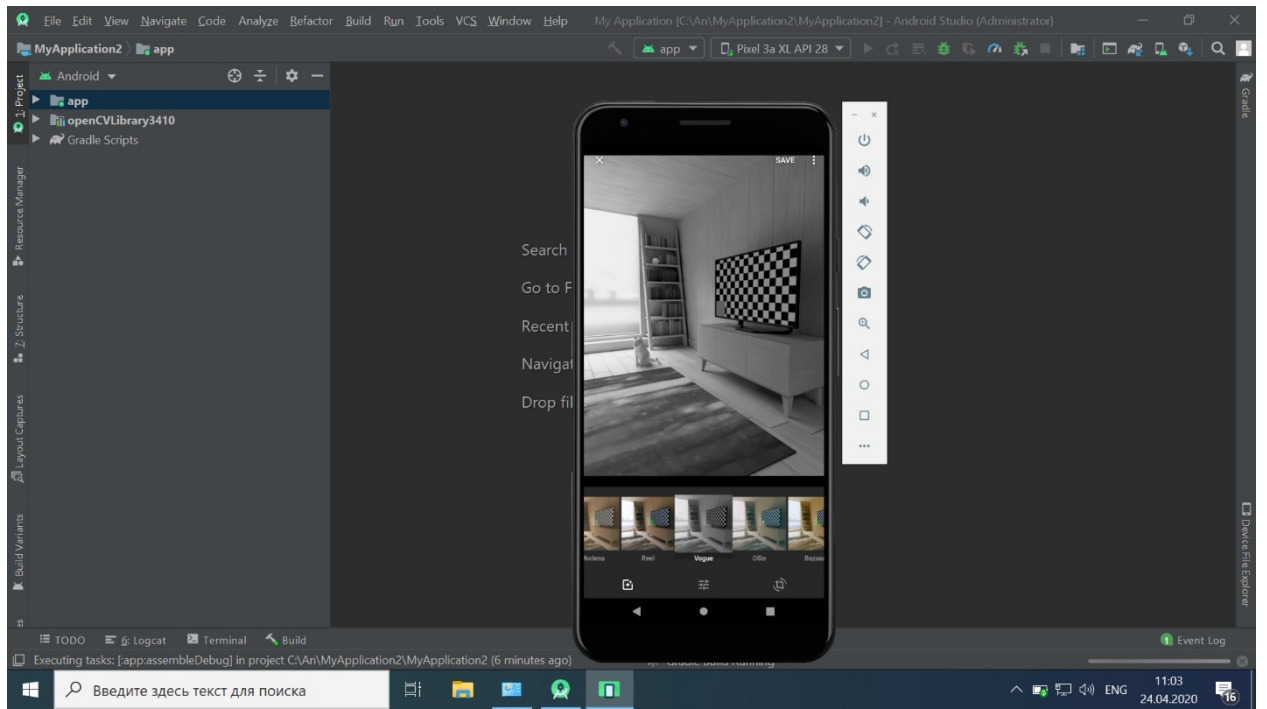 File Edit View Navigate Code Analyze Refactor Build Run Tools VCS Window Help My Application [C:\An\MyApplication2\MyApplication2] - Android Studio (Administrator)
MyApplication2 app app Pixel 3a XL API 28
1: Project
Android
app
openCVLibrary3410
Gradle Scripts
Resource Manager
Z: Structure
Layout Captures
Build Variants
Gradle
Device File Explorer
Search
Go to F
Recent
Navigat
Drop fil
SAVE
Modena Reel Vogue Ollie Bazaa
TODO 6: Logcat Terminal Build 1 Event Log
Executing tasks: [:app:assembleDebug] in project C:\An\MyApplication2\MyApplication2 (6 minutes ago) Gradle Build Running
Введите здесь текст для поиска ENG 11:03
24.04.2020 16